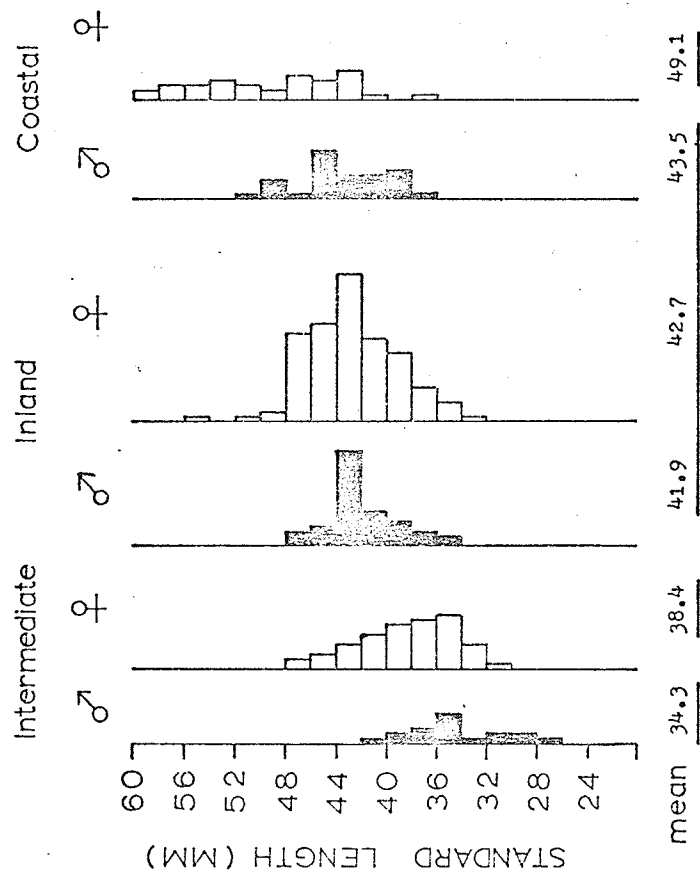 Intermediate Inland Coastal
♂ ♀ ♂ ♀ ♂ ♀
STANDARD LENGTH (MM)
60
56
52
48
44
40
36
32
28
24
mean 34.3 38.4 41.9 42.7 43.5 49.1